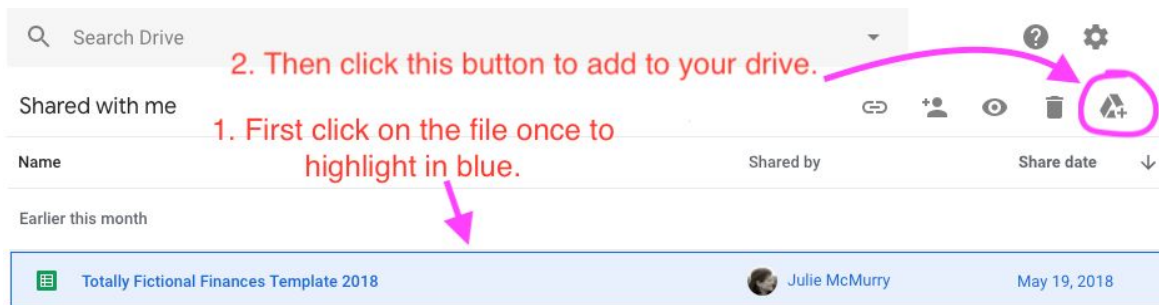 Search Drive
2. Then click this button to add to your drive.
Shared with me
1. First click on the file once to
highlight in blue.
Name Shared by Share date
Earlier this month
Totally Fictional Finances Template 2018 Julie McMurry May 19, 2018